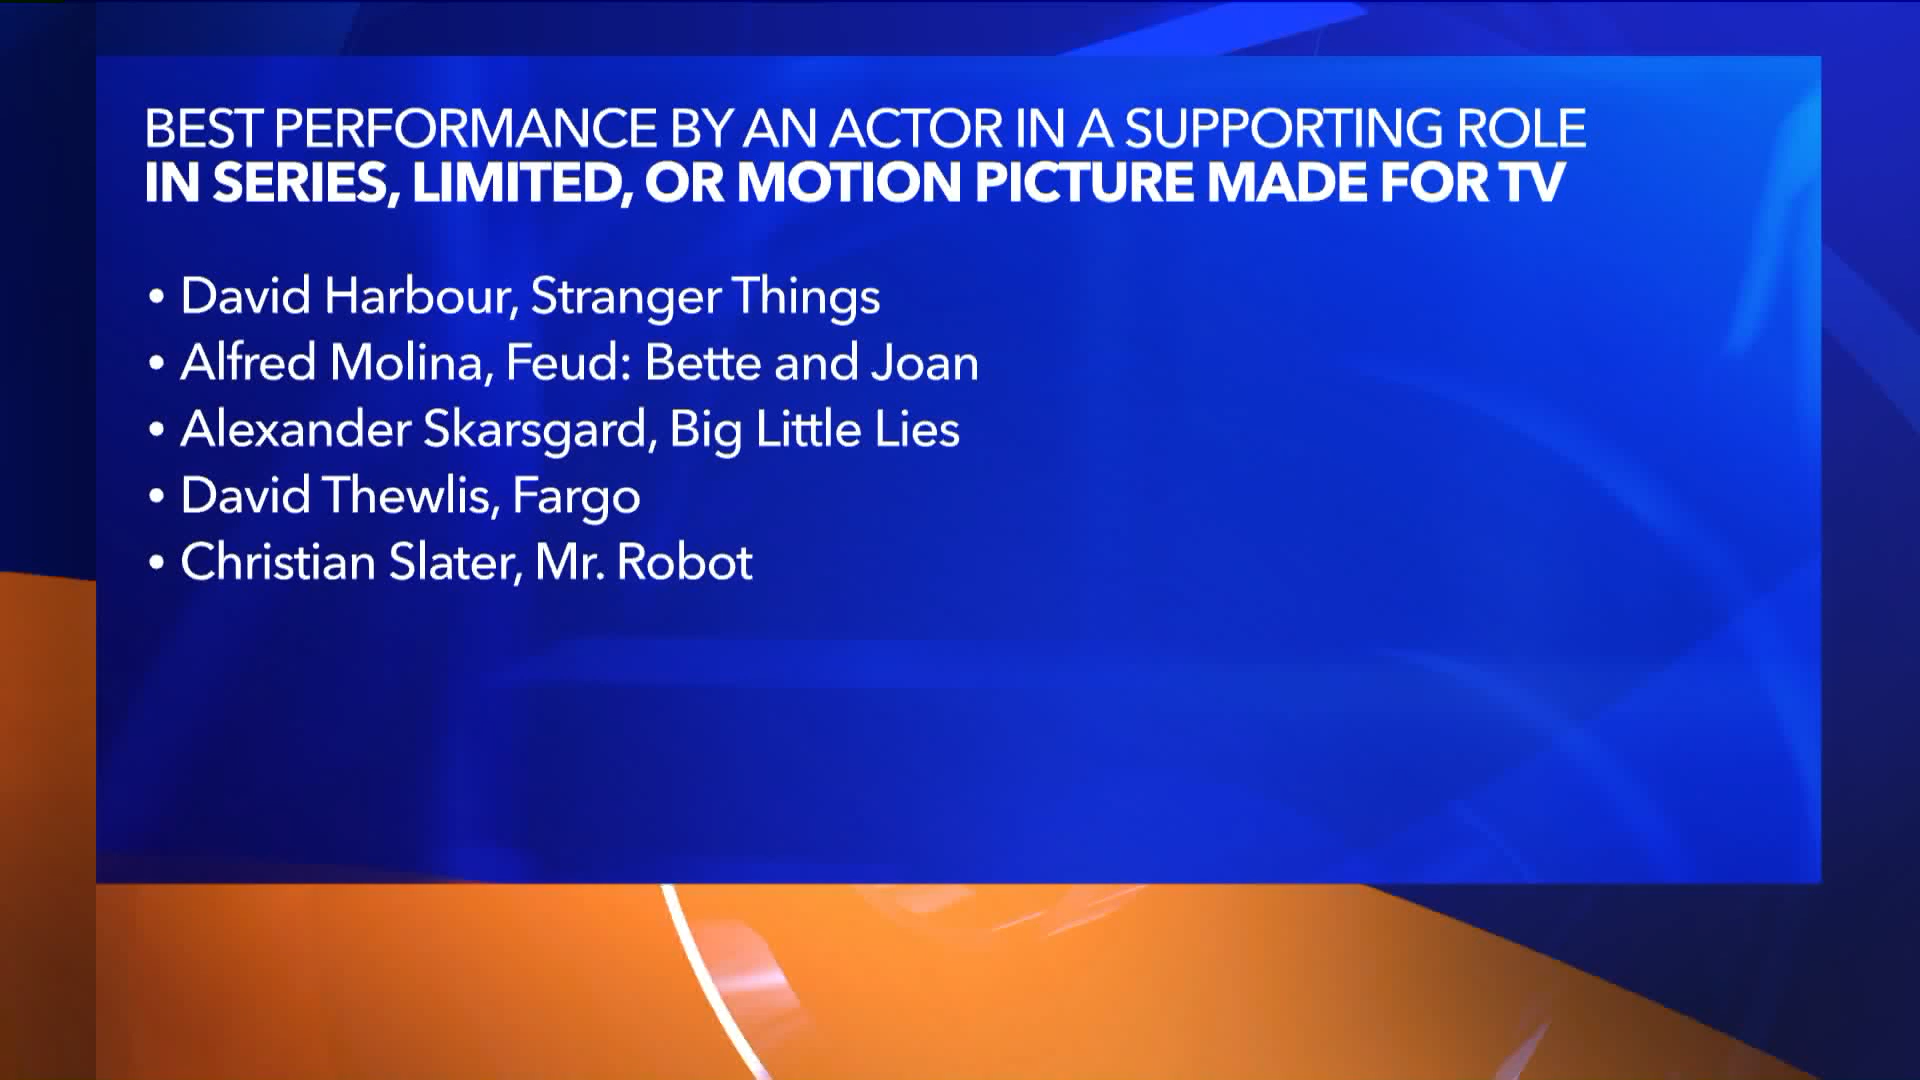 BEST PERFORMANCE BY AN ACTOR IN A SUPPORTING ROLE
IN SERIES, LIMITED, OR MOTION PICTURE MADE FOR TV
• David Harbour, Stranger Things
• Alfred Molina, Feud: Bette and Joan
• Alexander Skarsgard, Big Little Lies
• David Thewlis, Fargo
• Christian Slater, Mr. Robot